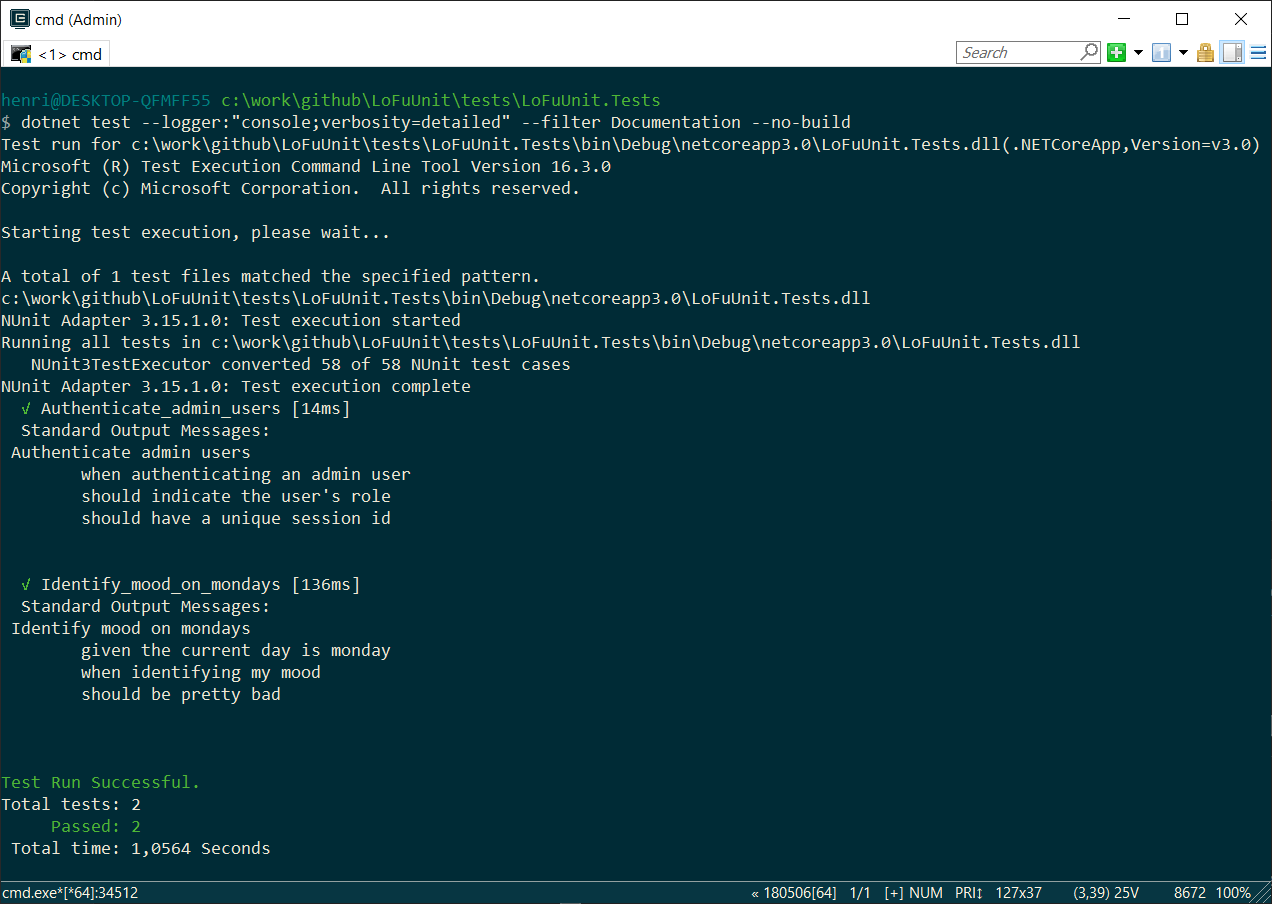 cmd (Admin)
<1> cmd
Search
henri@DESKTOP-QFMFF55 c:\work\github\LoFuUnit\tests\LoFuUnit.Tests
$ dotnet test --logger:"console;verbosity=detailed" --filter Documentation --no-build
Test run for c:\work\github\LoFuUnit\tests\LoFuUnit.Tests\bin\Debug\netcoreapp3.0\LoFuUnit.Tests.dll(.NETCoreApp,Version=v3.0)
Microsoft (R) Test Execution Command Line Tool Version 16.3.0
Copyright (c) Microsoft Corporation.  All rights reserved.
Starting test execution, please wait...
A total of 1 test files matched the specified pattern.
c:\work\github\LoFuUnit\tests\LoFuUnit.Tests\bin\Debug\netcoreapp3.0\LoFuUnit.Tests.dll
NUnit Adapter 3.15.1.0: Test execution started
Running all tests in c:\work\github\LoFuUnit\tests\LoFuUnit.Tests\bin\Debug\netcoreapp3.0\LoFuUnit.Tests.dll
   NUnit3TestExecutor converted 58 of 58 NUnit test cases
NUnit Adapter 3.15.1.0: Test execution complete
  √ Authenticate_admin_users [14ms]
  Standard Output Messages:
 Authenticate admin users
        when authenticating an admin user
        should indicate the user's role
        should have a unique session id
  √ Identify_mood_on_mondays [136ms]
  Standard Output Messages:
 Identify mood on mondays
        given the current day is monday
        when identifying my mood
        should be pretty bad
Test Run Successful.
Total tests: 2
     Passed: 2
 Total time: 1,0564 Seconds
cmd.exe*[*64]:34512 « 180506[64] 1/1 [+] NUM PRI↕ 127x37 (3,39) 25V 8672 100%